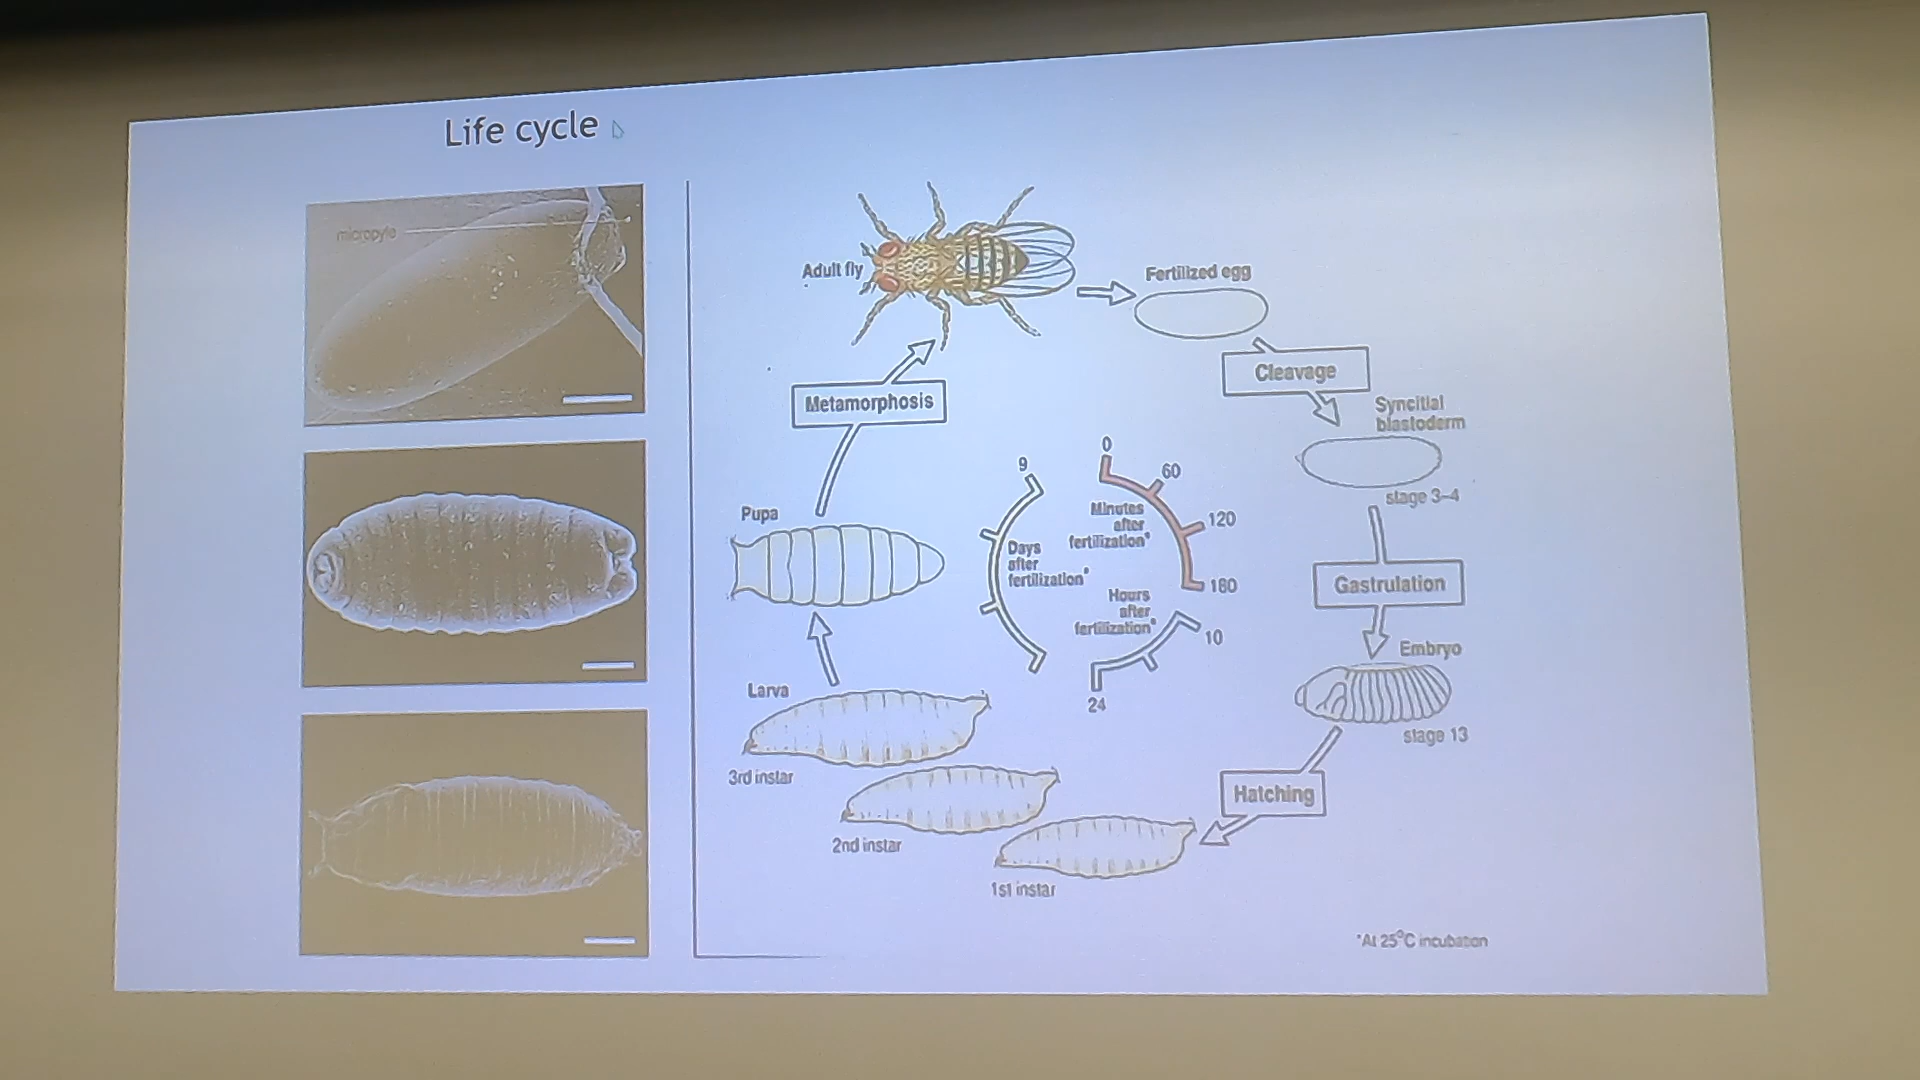 Life cycle
micropyle
Adult fly
Fertilized egg
Cleavage
Syncitial
blastoderm
stage 3–4
Gastrulation
Embryo
stage 13
Hatching
1st instar
2nd instar
3rd instar
Larva
Pupa
Metamorphosis
0
60
120
180
Minutes
after
fertilization*
Hours
after
fertilization*
10
24
9
Days
after
fertilization*
*At 25°C incubation